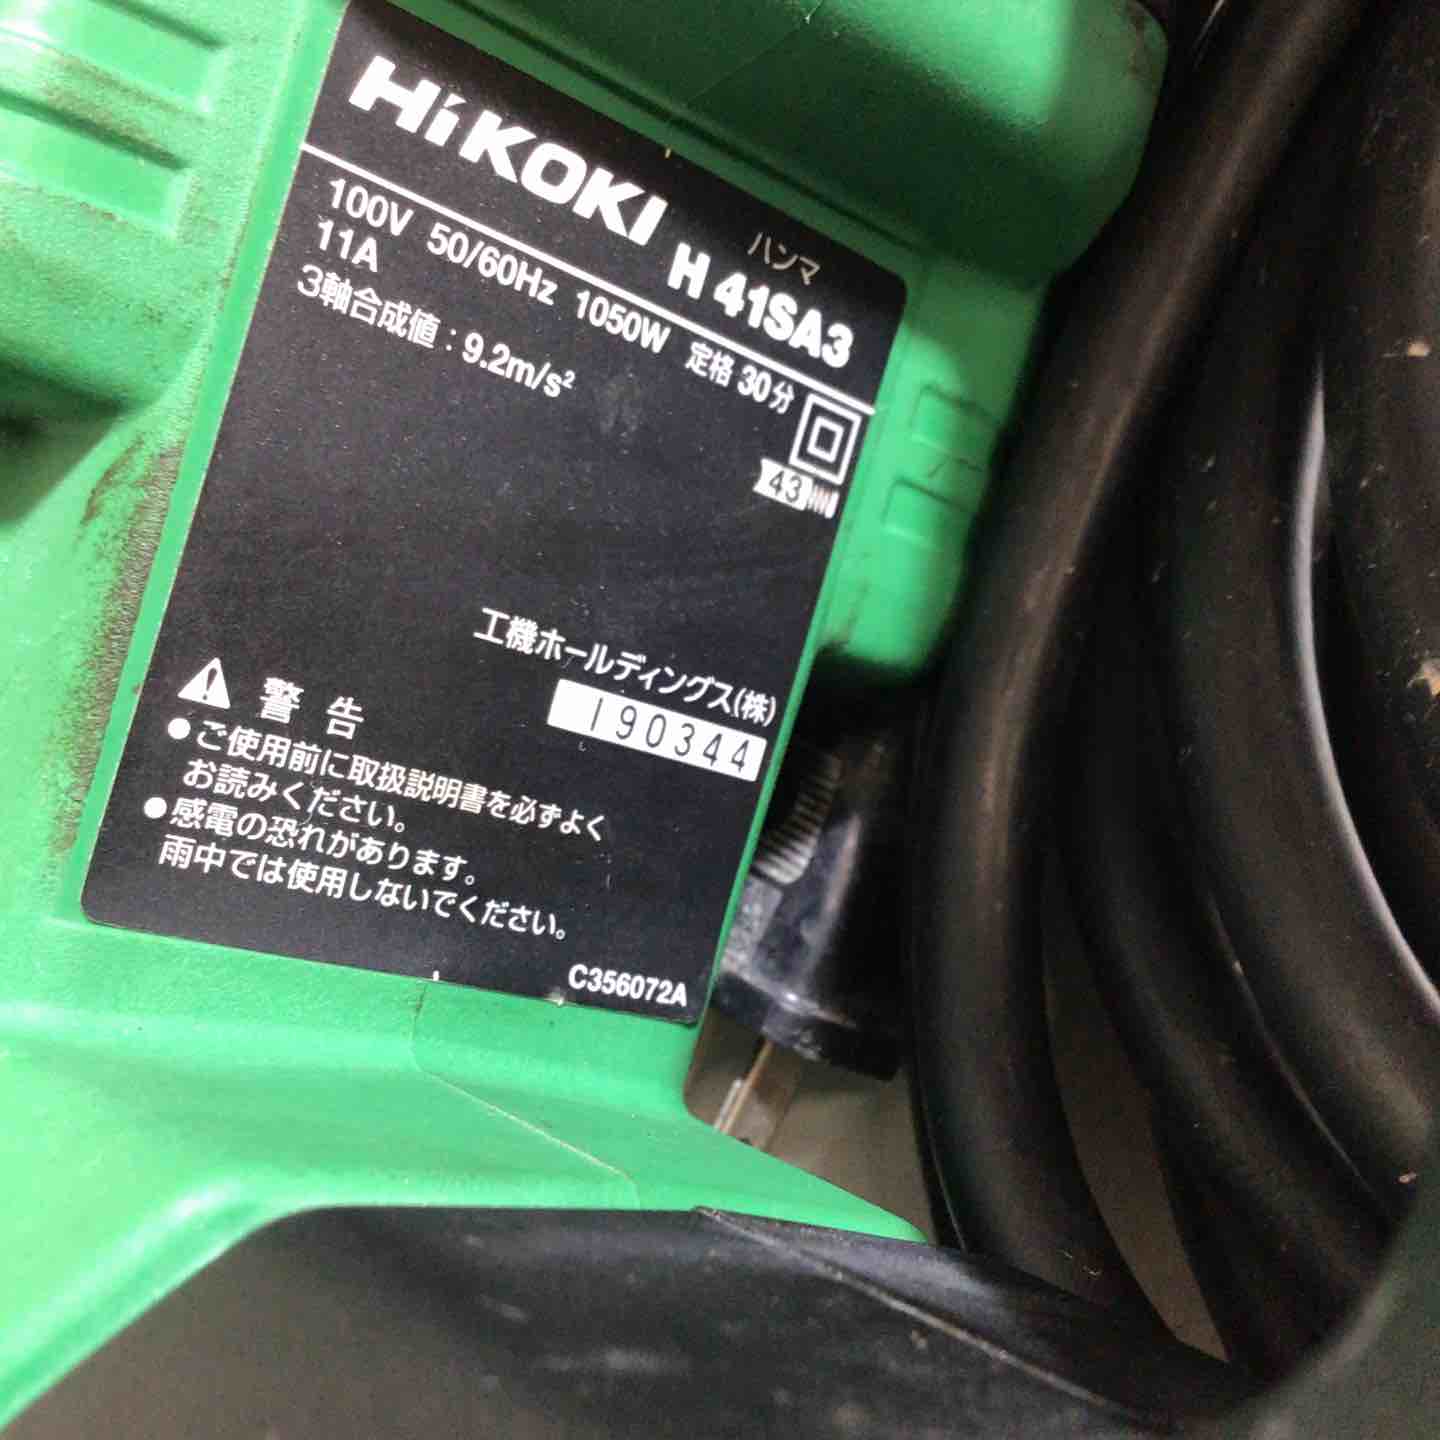 HiKOKI
ハンマ
H 41SA3
100V 50/60Hz 1050W 定格 30分
11A
3軸合成値：9.2m/s²
43
工機ホールディングス(株)
190344
警告
●ご使用前に取扱説明書を必ずよく
お読みください。
●感電の恐れがあります。
雨中では使用しないでください。
C356072A